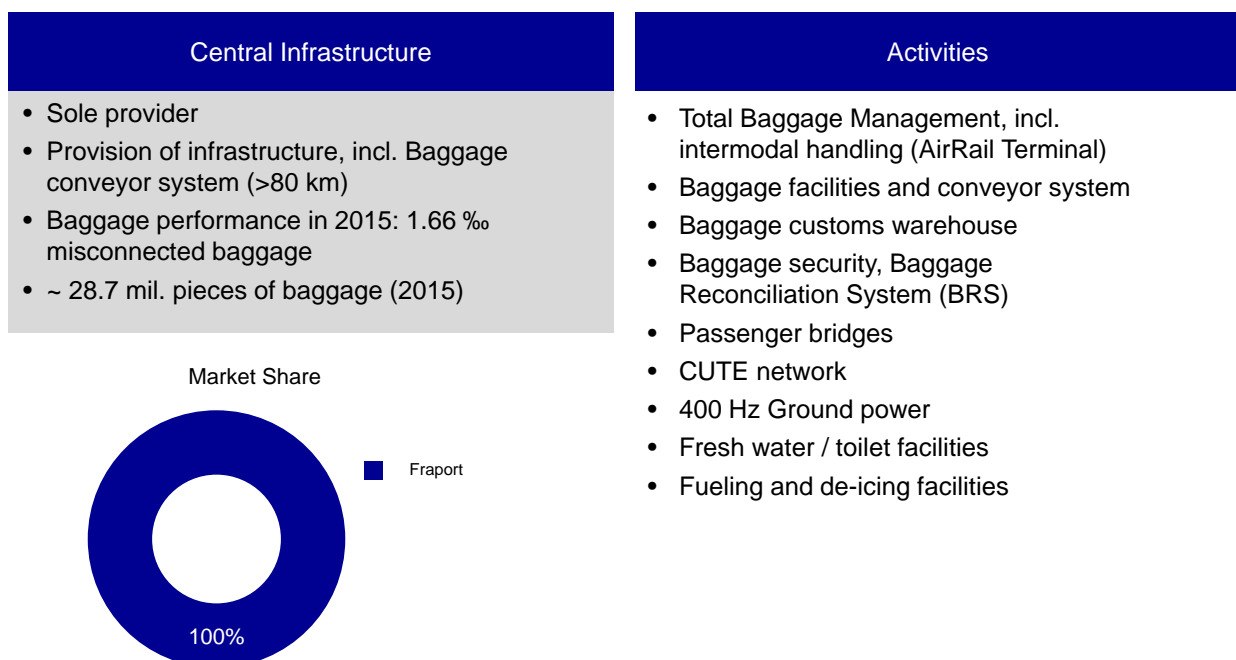 Central Infrastructure
• Sole provider
• Provision of infrastructure, incl. Baggage
conveyor system (>80 km)
• Baggage performance in 2015: 1.66 ‰
misconnected baggage
• ~ 28.7 mil. pieces of baggage (2015)
Market Share
Fraport
100%
Activities
• Total Baggage Management, incl.
intermodal handling (AirRail Terminal)
• Baggage facilities and conveyor system
• Baggage customs warehouse
• Baggage security, Baggage
Reconciliation System (BRS)
• Passenger bridges
• CUTE network
• 400 Hz Ground power
• Fresh water / toilet facilities
• Fueling and de-icing facilities